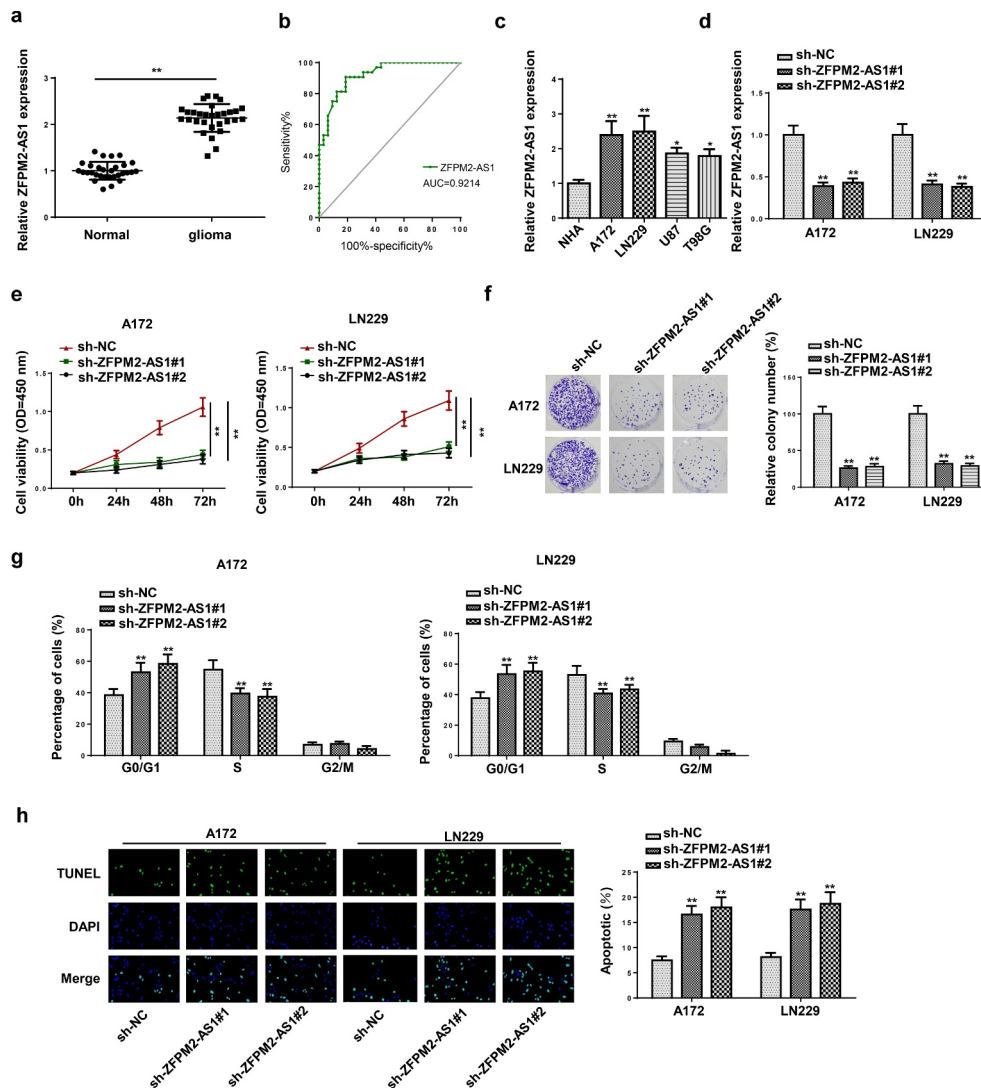 a
Relative ZFPM2-AS1 expression
3
2
1
0
**
Normal
glioma
b
Sensitivity%
100
80
60
40
20
0
0 20 40 60 80 100
100%-specificity%
ZFPM2-AS1
AUC=0.9214
c
Relative ZFPM2-AS1 expression
4
3
2
1
0
** ** * *
NHA
A172
LN229
U87
T98G
d
sh-NC
sh-ZFPM2-AS1#1
sh-ZFPM2-AS1#2
Relative ZFPM2-AS1 expression
1.5
1.0
0.5
0.0
** ** ** **
A172 LN229
e
A172
sh-NC
sh-ZFPM2-AS1#1
sh-ZFPM2-AS1#2
Cell viability (OD=450 nm)
1.5
1.0
0.5
0.0
0h 24h 48h 72h
**
**
LN229
sh-NC
sh-ZFPM2-AS1#1
sh-ZFPM2-AS1#2
Cell viability (OD=450 nm)
1.5
1.0
0.5
0.0
0h 24h 48h 72h
**
**
f
sh-NC
sh-ZFPM2-AS1#1
sh-ZFPM2-AS1#2
A172
LN229
sh-NC
sh-ZFPM2-AS1#1
sh-ZFPM2-AS1#2
Relative colony number (%)
150
100
50
0
** ** ** **
A172 LN229
g
A172
sh-NC
sh-ZFPM2-AS1#1
sh-ZFPM2-AS1#2
Percentage of cells (%)
80
60
40
20
0
** ** ** **
G0/G1 S G2/M
LN229
sh-NC
sh-ZFPM2-AS1#1
sh-ZFPM2-AS1#2
Percentage of cells (%)
80
60
40
20
0
** ** ** **
G0/G1 S G2/M
h
A172 LN229
TUNEL
DAPI
Merge
sh-NC
sh-ZFPM2-AS1#1
sh-ZFPM2-AS1#2
sh-NC
sh-ZFPM2-AS1#1
sh-ZFPM2-AS1#2
sh-NC
sh-ZFPM2-AS1#1
sh-ZFPM2-AS1#2
Apoptotic (%)
25
20
15
10
5
0
** ** ** **
A172 LN229